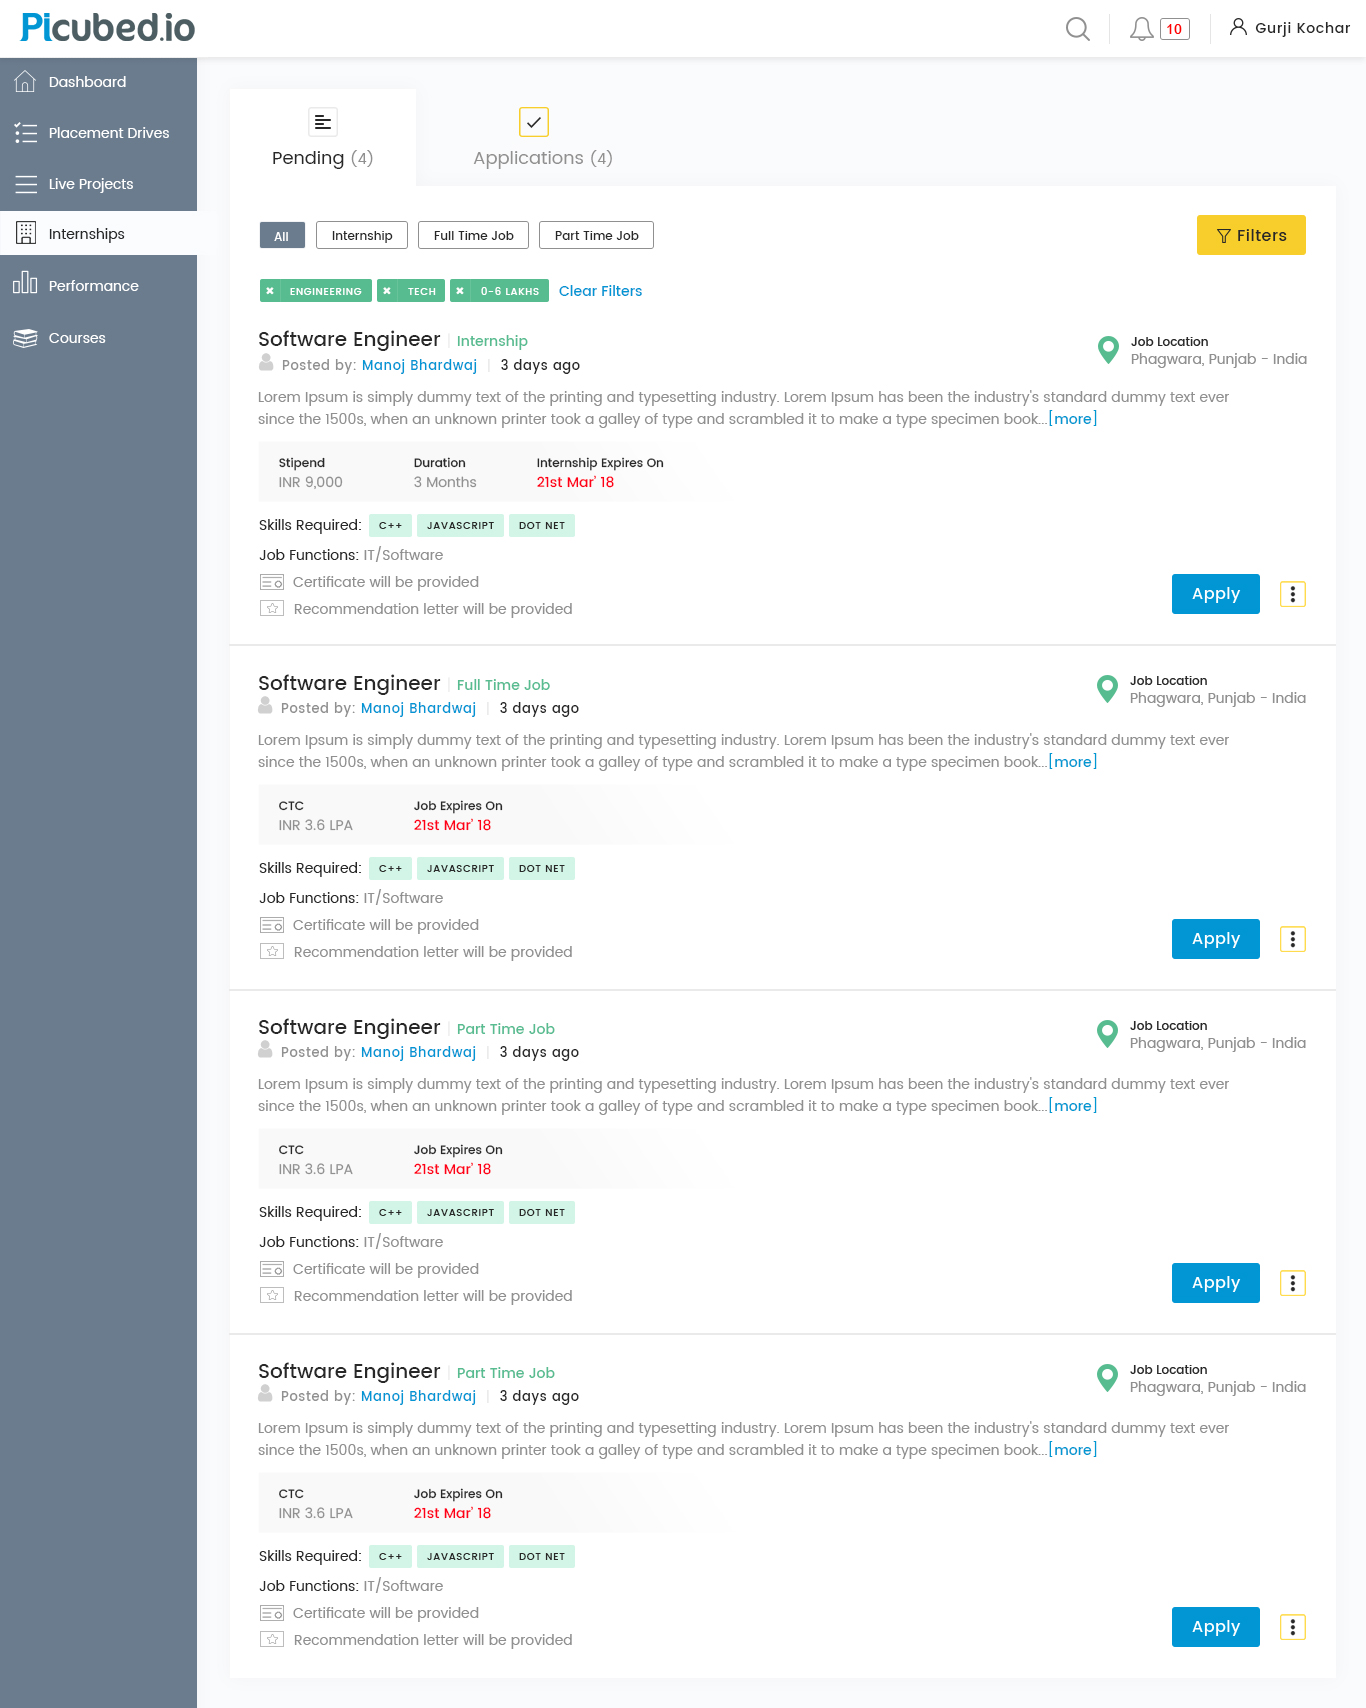 Picubed.io
10
Gurji Kochar
Dashboard
Placement Drives
Live Projects
Internships
Performance
Courses
Pending (4)
Applications (4)
All
Internship
Full Time Job
Part Time Job
Filters
ENGINEERING
TECH
0-6 LAKHS
Clear Filters
Software Engineer
Internship
Posted by: Manoj Bhardwaj
3 days ago
Job Location
Phagwara, Punjab - India
Lorem Ipsum is simply dummy text of the printing and typesetting industry. Lorem Ipsum has been the industry's standard dummy text ever
since the 1500s, when an unknown printer took a galley of type and scrambled it to make a type specimen book...[more]
Stipend
Duration
Internship Expires On
INR 9,000
3 Months
21st Mar' 18
Skills Required:
C++
JAVASCRIPT
DOT NET
Job Functions: IT/Software
Certificate will be provided
Recommendation letter will be provided
Apply
Software Engineer
Full Time Job
Posted by: Manoj Bhardwaj
3 days ago
Job Location
Phagwara, Punjab - India
Lorem Ipsum is simply dummy text of the printing and typesetting industry. Lorem Ipsum has been the industry's standard dummy text ever
since the 1500s, when an unknown printer took a galley of type and scrambled it to make a type specimen book...[more]
CTC
Job Expires On
INR 3.6 LPA
21st Mar' 18
Skills Required:
C++
JAVASCRIPT
DOT NET
Job Functions: IT/Software
Certificate will be provided
Recommendation letter will be provided
Apply
Software Engineer
Part Time Job
Posted by: Manoj Bhardwaj
3 days ago
Job Location
Phagwara, Punjab - India
Lorem Ipsum is simply dummy text of the printing and typesetting industry. Lorem Ipsum has been the industry's standard dummy text ever
since the 1500s, when an unknown printer took a galley of type and scrambled it to make a type specimen book...[more]
CTC
Job Expires On
INR 3.6 LPA
21st Mar' 18
Skills Required:
C++
JAVASCRIPT
DOT NET
Job Functions: IT/Software
Certificate will be provided
Recommendation letter will be provided
Apply
Software Engineer
Part Time Job
Posted by: Manoj Bhardwaj
3 days ago
Job Location
Phagwara, Punjab - India
Lorem Ipsum is simply dummy text of the printing and typesetting industry. Lorem Ipsum has been the industry's standard dummy text ever
since the 1500s, when an unknown printer took a galley of type and scrambled it to make a type specimen book...[more]
CTC
Job Expires On
INR 3.6 LPA
21st Mar' 18
Skills Required:
C++
JAVASCRIPT
DOT NET
Job Functions: IT/Software
Certificate will be provided
Recommendation letter will be provided
Apply